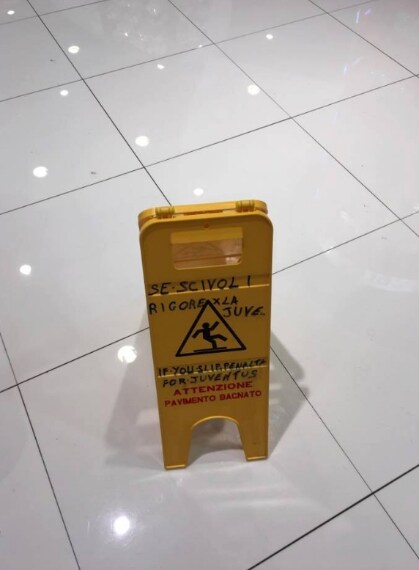 SE SCIVOLI
RIGORE X LA
JUVE.
IF YOU SLIP PENALTY
FOR JUVENTUS
ATTENZIONE
PAVIMENTO BAGNATO